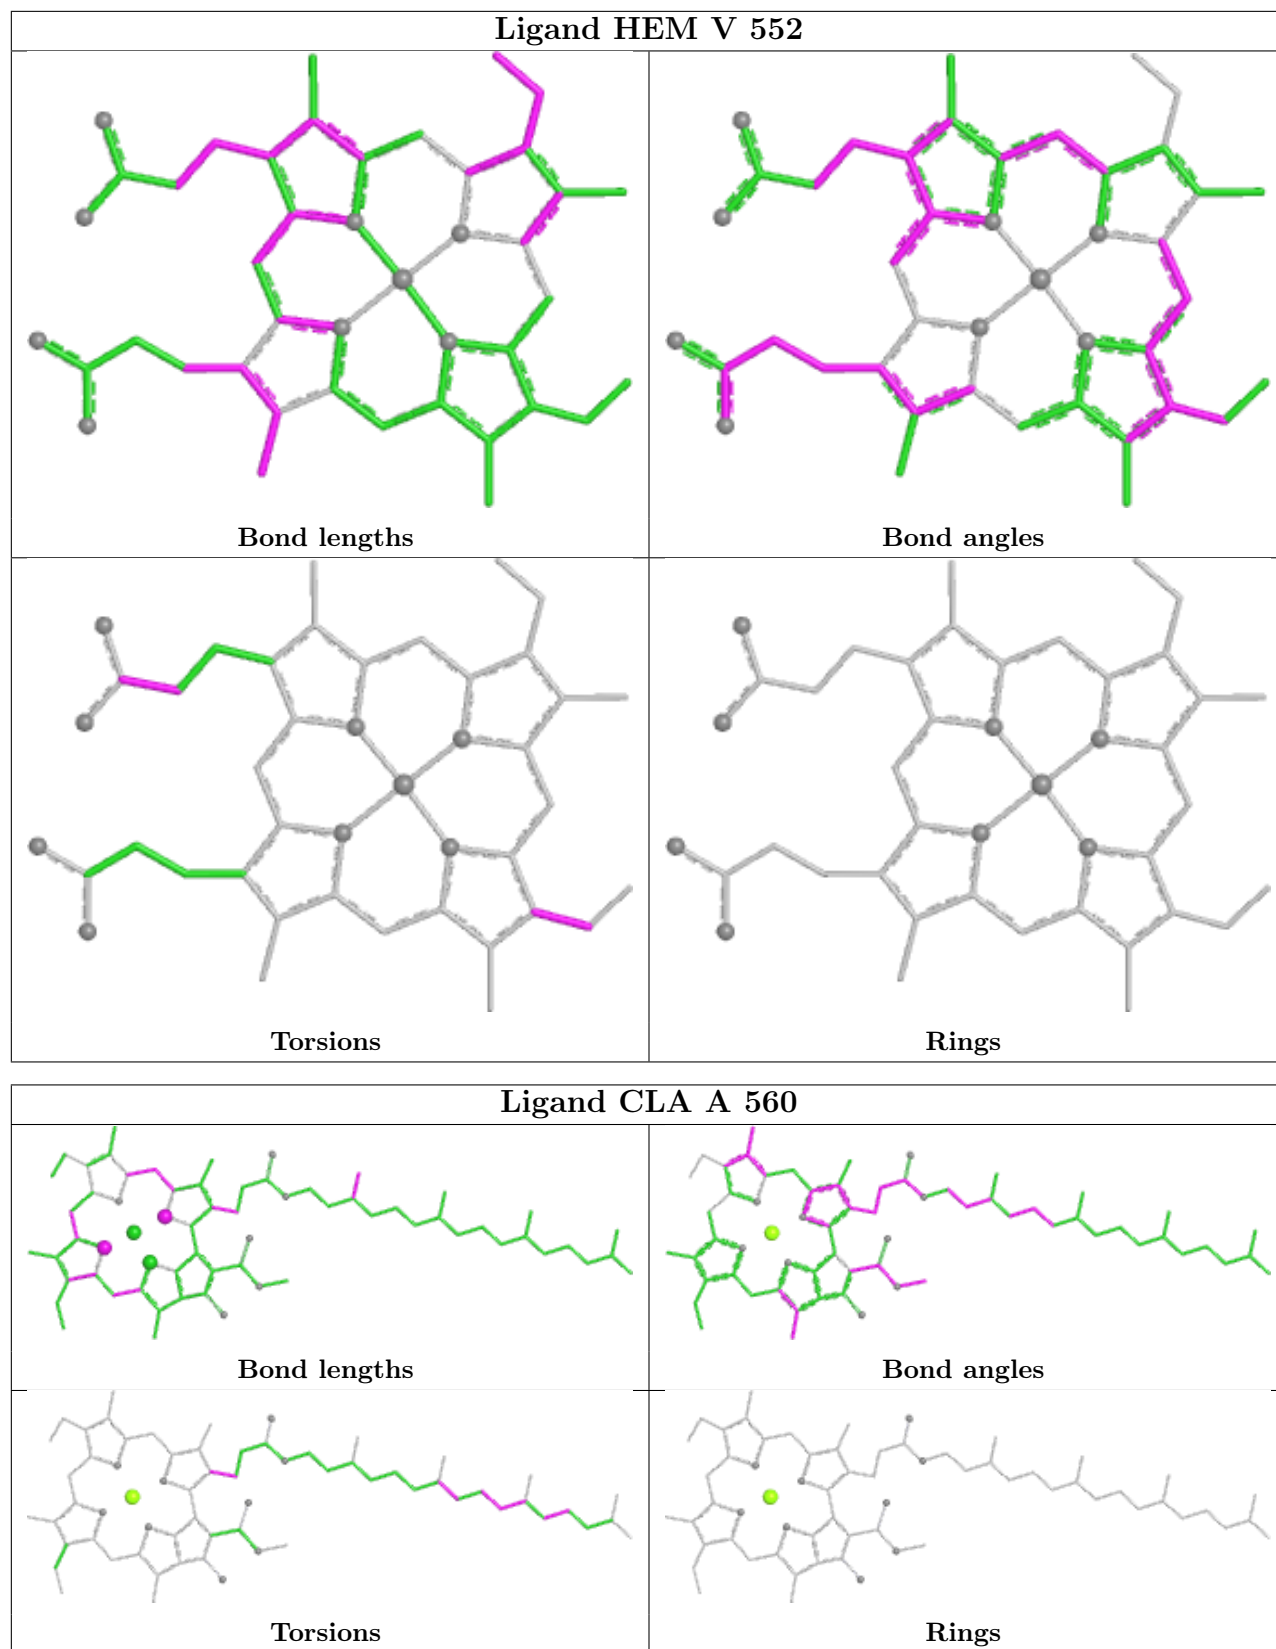 Ligand HEM V 552
Bond lengths
Bond angles
Torsions
Rings
Ligand CLA A 560
Bond lengths
Bond angles
Torsions
Rings